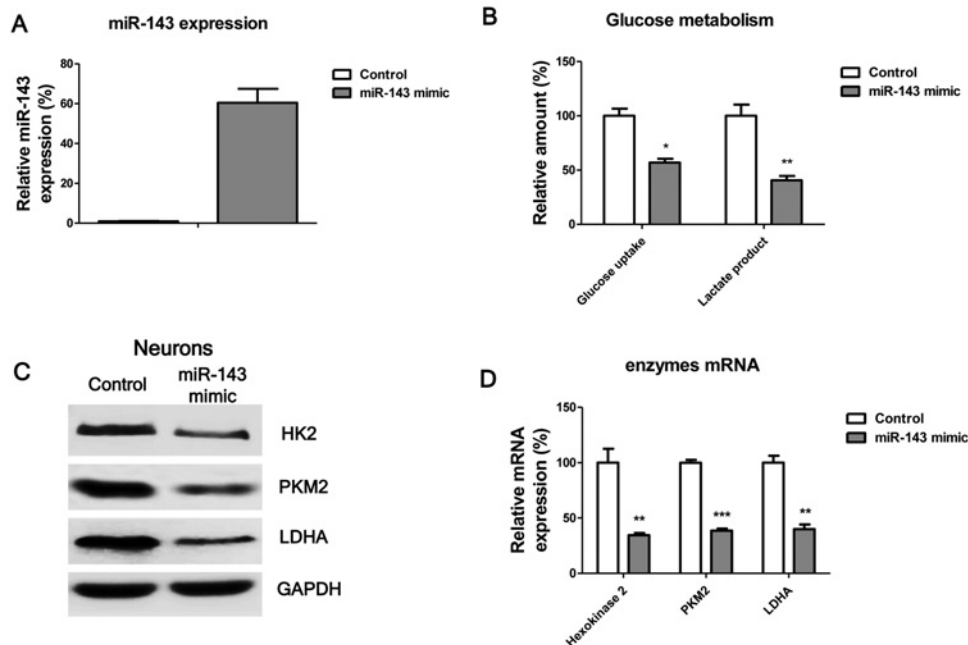 A
miR-143 expression
Relative miR-143
expression (%)
80
60
40
20
0
Control
miR-143 mimic
B
Glucose metabolism
Relative amount (%)
150
100
50
0
*
**
Glucose uptake
Lactate product
Control
miR-143 mimic
C
Neurons
Control
miR-143
mimic
HK2
PKM2
LDHA
GAPDH
D
enzymes mRNA
Relative mRNA
expression (%)
150
100
50
0
**
***
**
Hexokinase 2
PKM2
LDHA
Control
miR-143 mimic